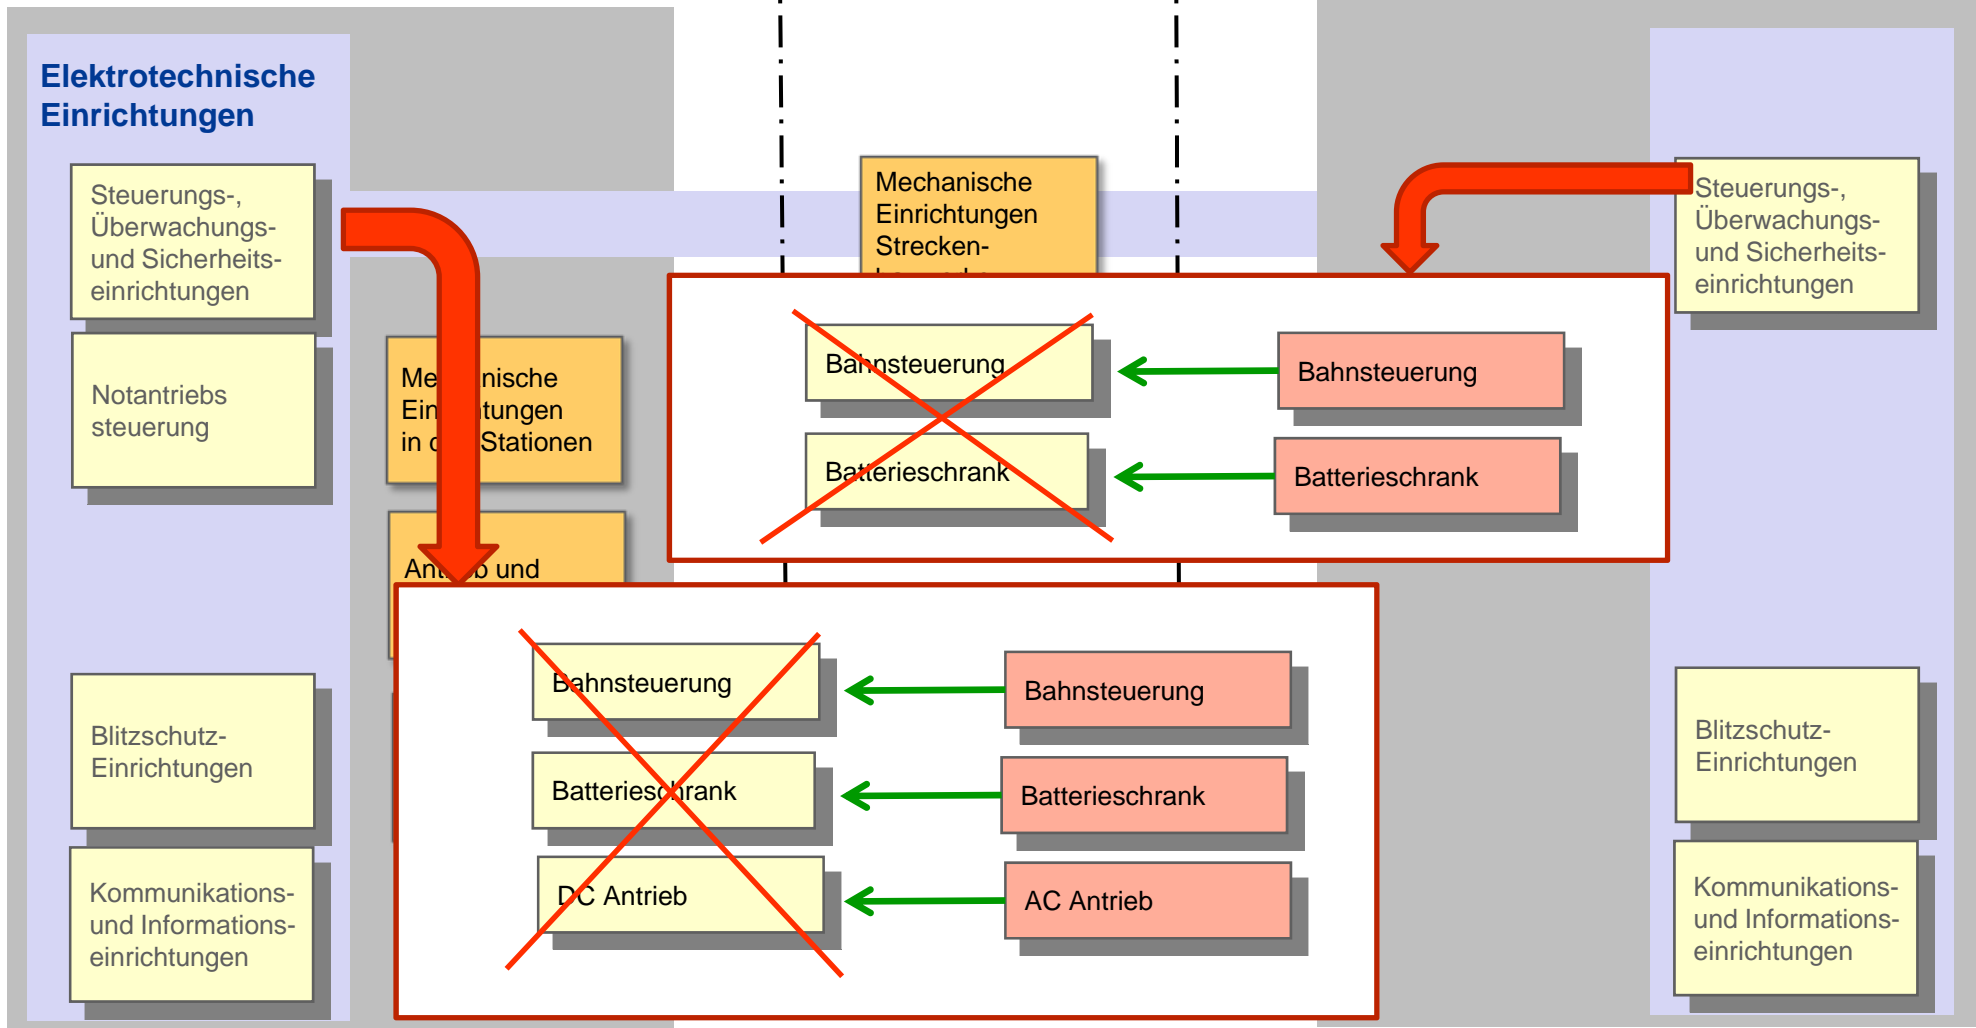 Elektrotechnische
Einrichtungen
Steuerungs-,
Überwachungs-
und Sicherheits-
einrichtungen
Notantriebs
steuerung
Blitzschutz-
Einrichtungen
Kommunikations-
und Informations-
einrichtungen
Einrichtungen
in Stationen
und
Mechanische
Einrichtungen
Strecken-
Bahnsteuerung
Batterieschrank
Bahnsteuerung
Batterieschrank
Bahnsteuerung
Batterieschrank
DC Antrieb
Bahnsteuerung
Batterieschrank
AC Antrieb
Steuerungs-,
Überwachungs-
und Sicherheits-
einrichtungen
Blitzschutz-
Einrichtungen
Kommunikations-
und Informations-
einrichtungen